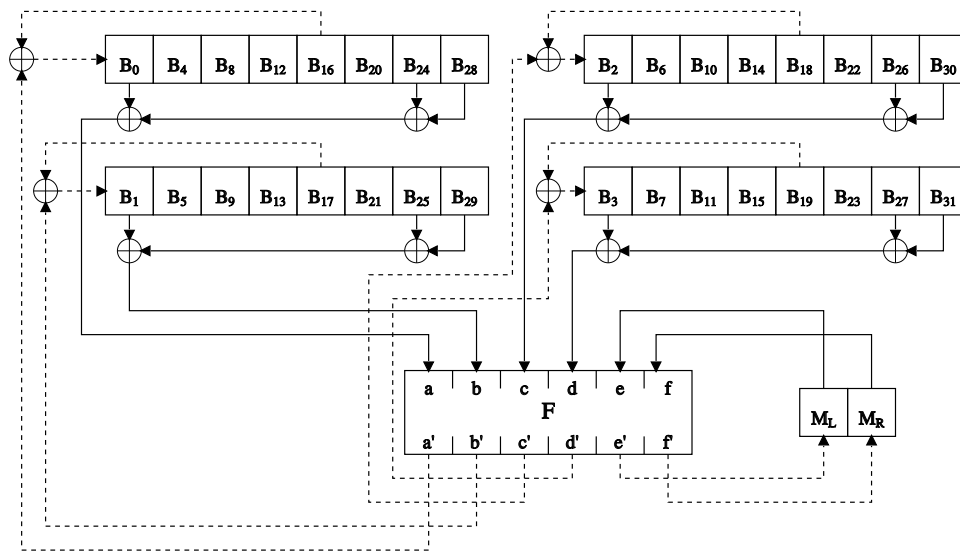 B0 B4 B8 B12 B16 B20 B24 B28
B2 B6 B10 B14 B18 B22 B26 B30
B1 B5 B9 B13 B17 B21 B25 B29
B3 B7 B11 B15 B19 B23 B27 B31
a b c d e f
F
a' b' c' d' e' f'
ML MR